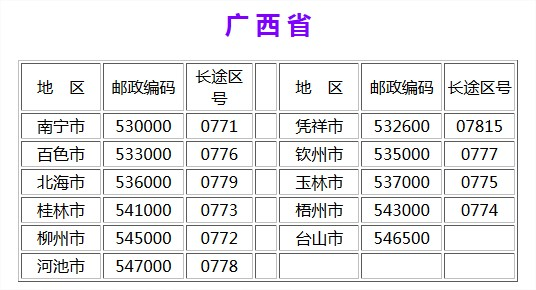 广西省
地 区 邮政编码 长途区号 地 区 邮政编码 长途区号
南宁市 530000 0771 凭祥市 532600 07815
百色市 533000 0776 钦州市 535000 0777
北海市 536000 0779 玉林市 537000 0775
桂林市 541000 0773 梧州市 543000 0774
柳州市 545000 0772 台山市 546500
河池市 547000 0778